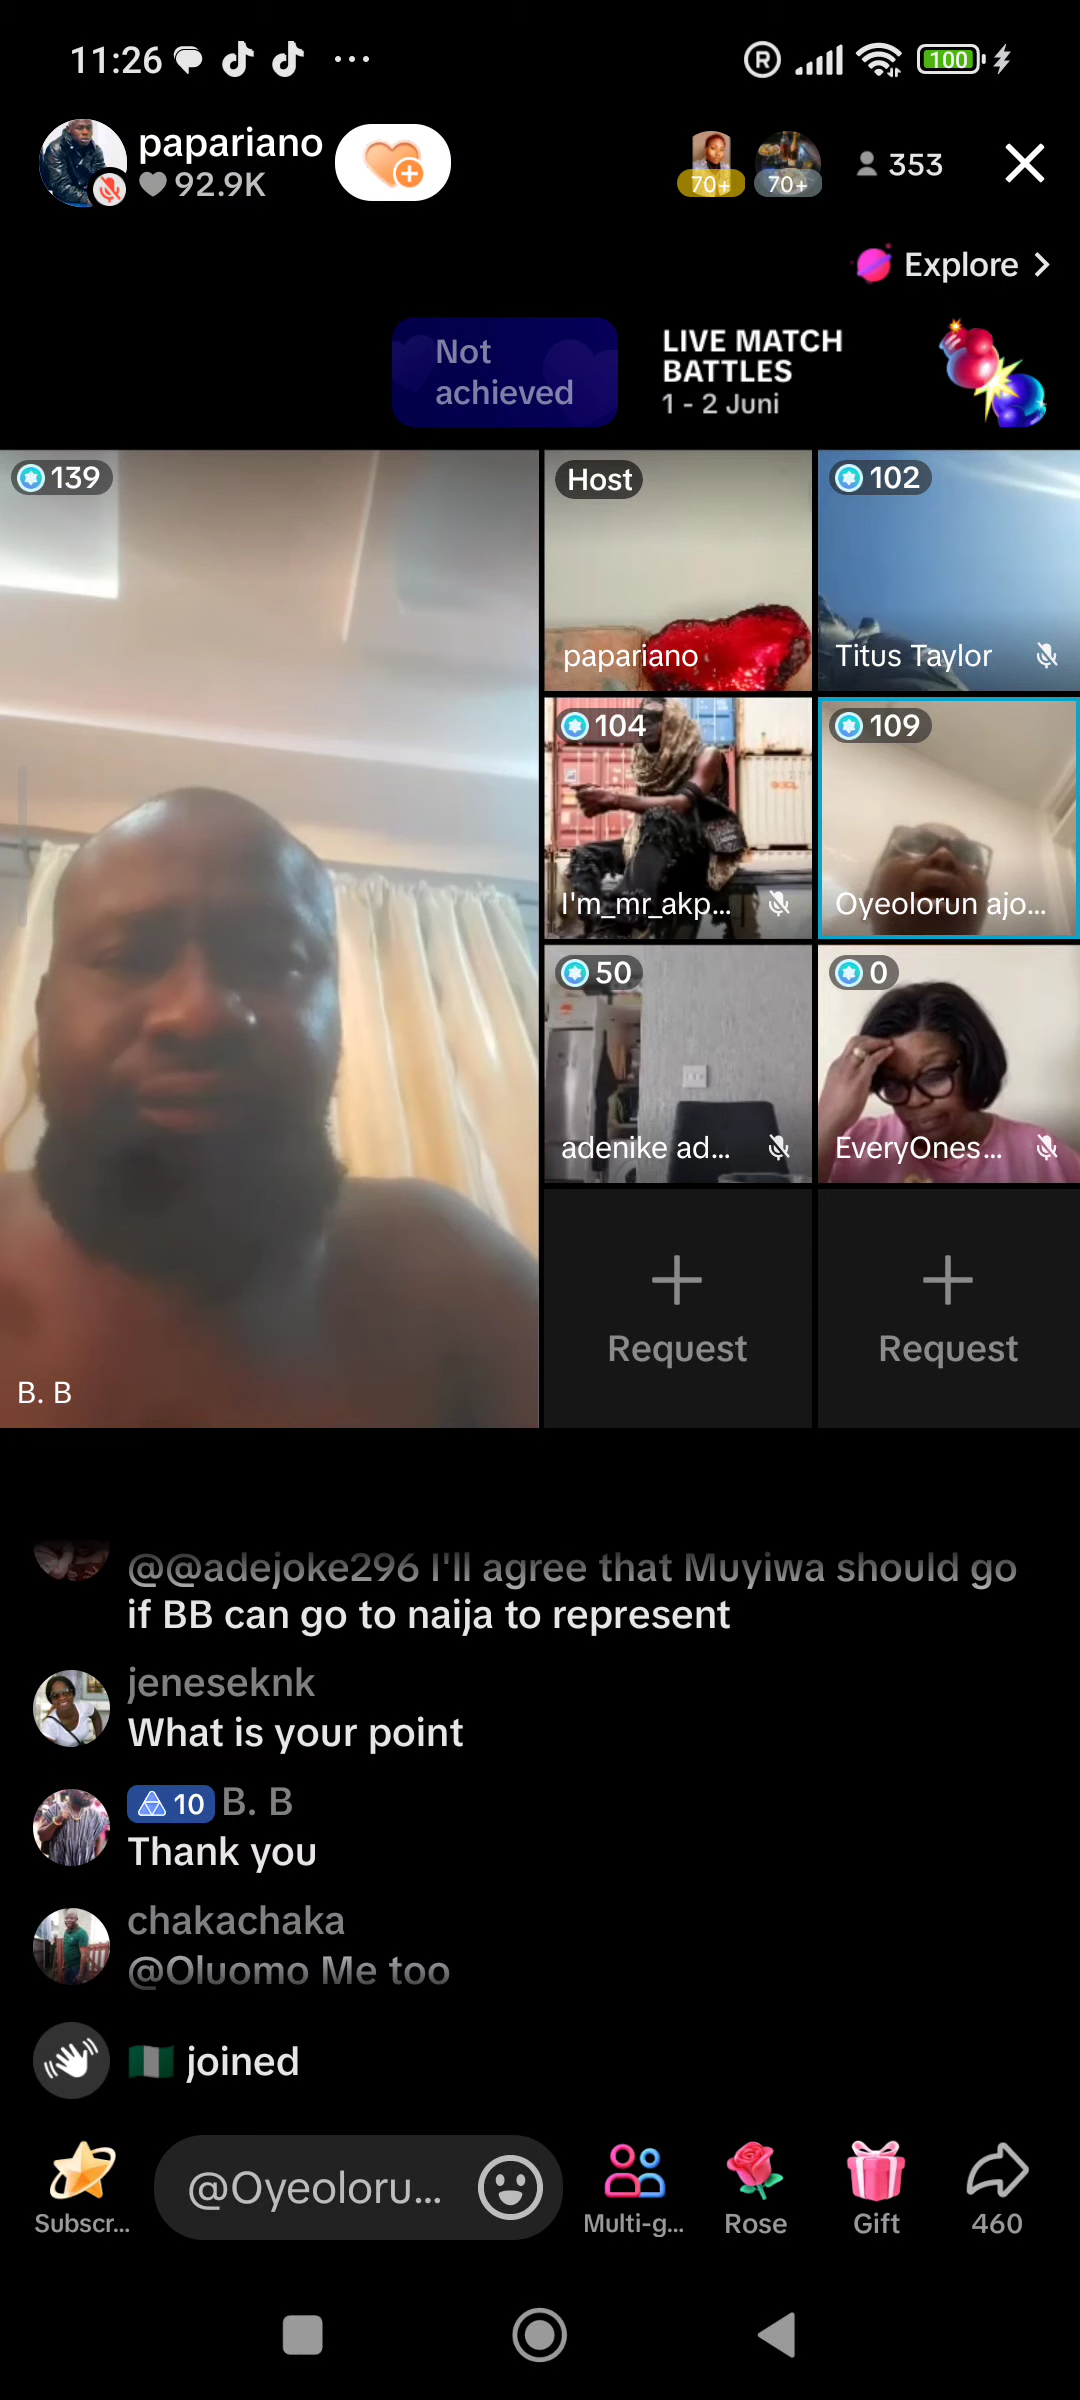 11:26
R
100
papariano
92.9K
70+
70+
353
Explore
Not
achieved
LIVE MATCH
BATTLES
1 - 2 Juni
139
Host
102
papariano
Titus Taylor
104
109
I'm_mr_akp...
Oyeolorun ajo...
50
0
adenike ad...
EveryOnes...
B. B
Request
Request
@@adejoke296 I'll agree that Muyiwa should go
if BB can go to naija to represent
jeneseknk
What is your point
10 B. B
Thank you
chakachaka
@Oluomo Me too
joined
@Oyeoloru...
Subscr...
Multi-g...
Rose
Gift
460